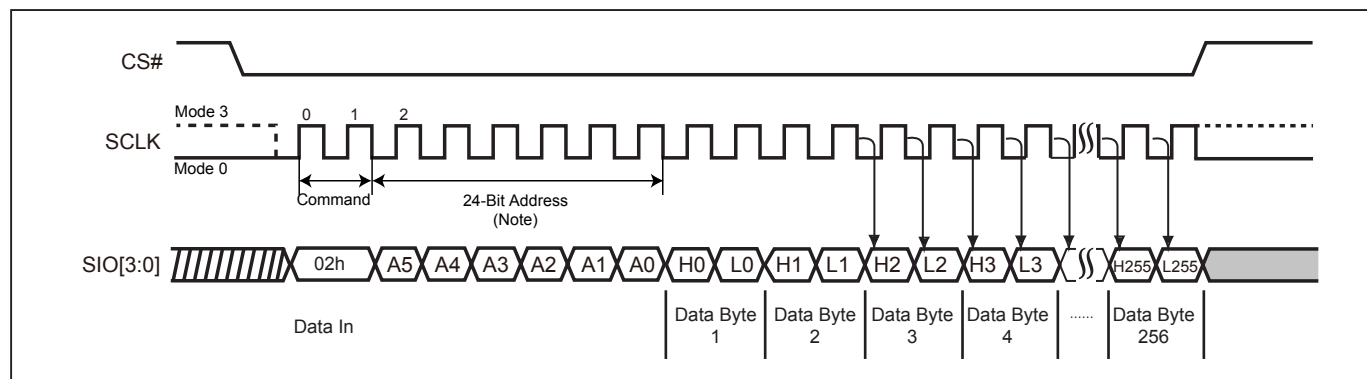 CS#
Mode 3
0 1 2
SCLK
Mode 0
Command
24-Bit Address
(Note)
SIO[3:0]
02h A5 A4 A3 A2 A1 A0 H0 L0 H1 L1 H2 L2 H3 L3 H255 L255
Data In
Data Byte
1
Data Byte
2
Data Byte
3
Data Byte
4
......
Data Byte
256